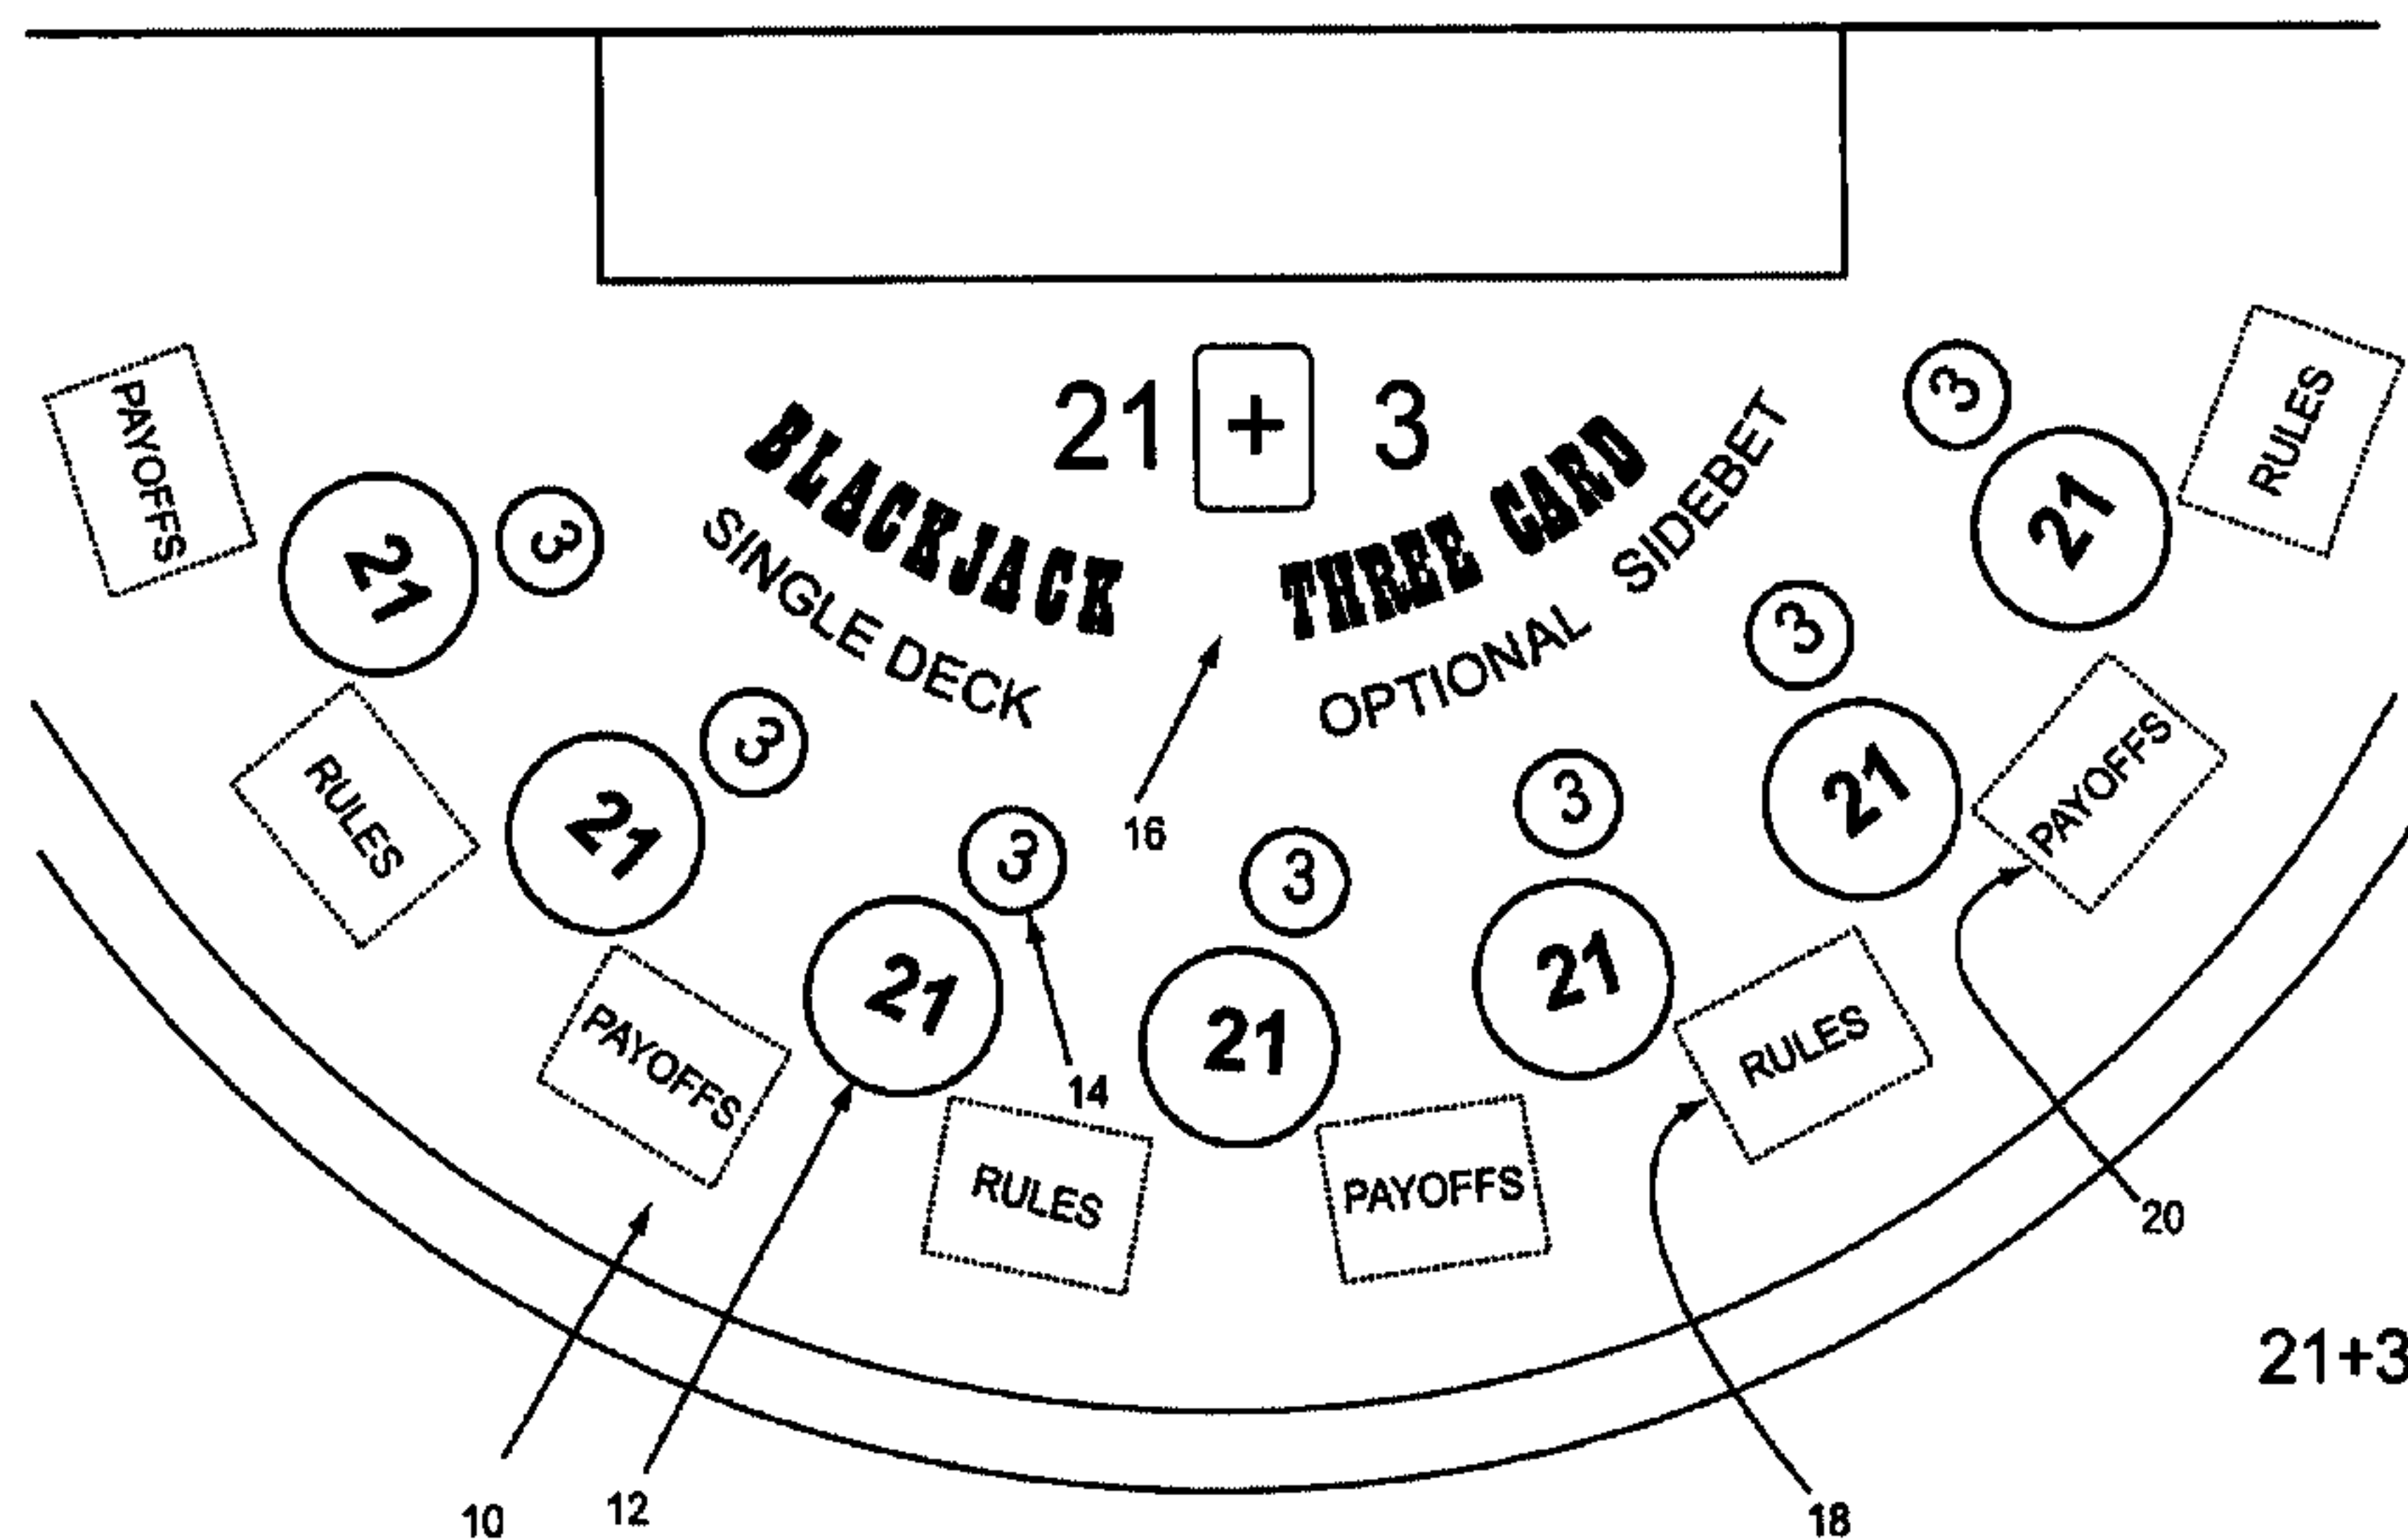 21 + 3
BLACKJACK
THREE CARD
SINGLE DECK
OPTIONAL SIDEBET
PAYOFFS
21
3
3
21
RULES
RULES
21
3
3
21
PAYOFFS
PAYOFFS
21
3
14
3
21
3
21
RULES
RULES
PAYOFFS
16
20
21+3
10
12
18